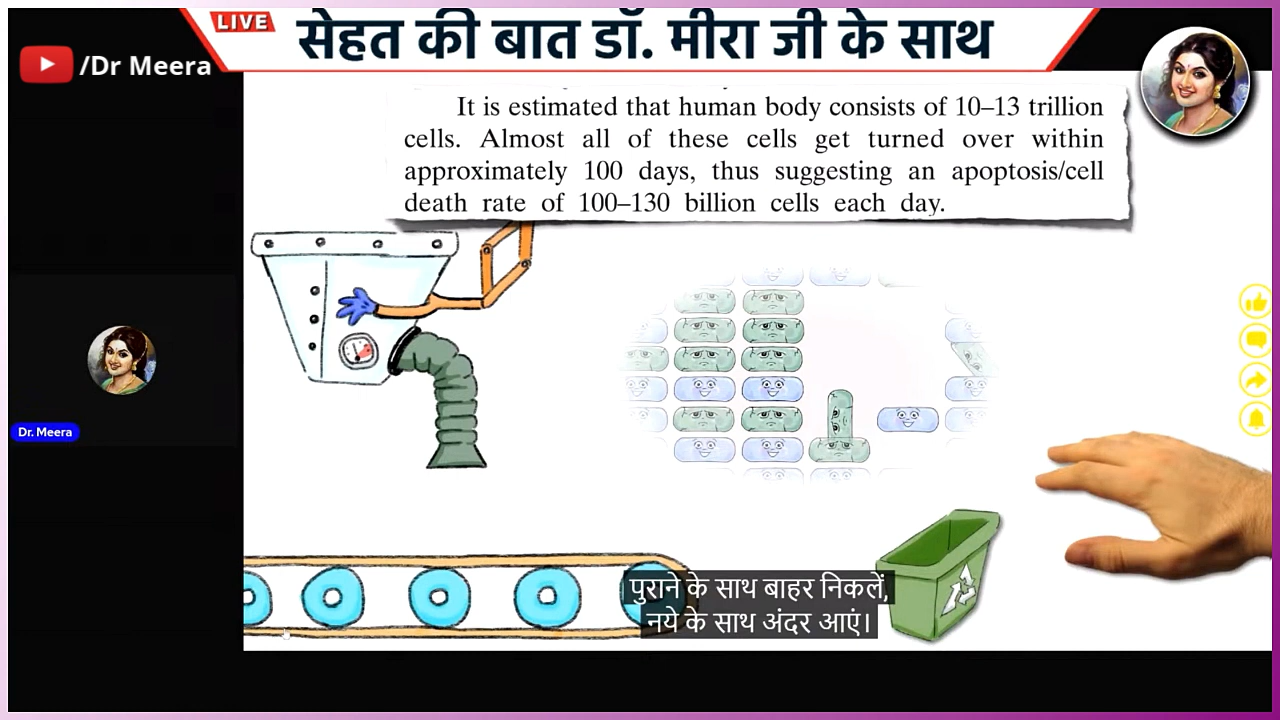 LIVE
सेहत की बात डॉ. मीरा जी के साथ
/Dr Meera
It is estimated that human body consists of 10–13 trillion
cells. Almost all of these cells get turned over within
approximately 100 days, thus suggesting an apoptosis/cell
death rate of 100–130 billion cells each day.
Dr. Meera
पुराने के साथ बाहर निकलें,
नये के साथ अंदर आएं।